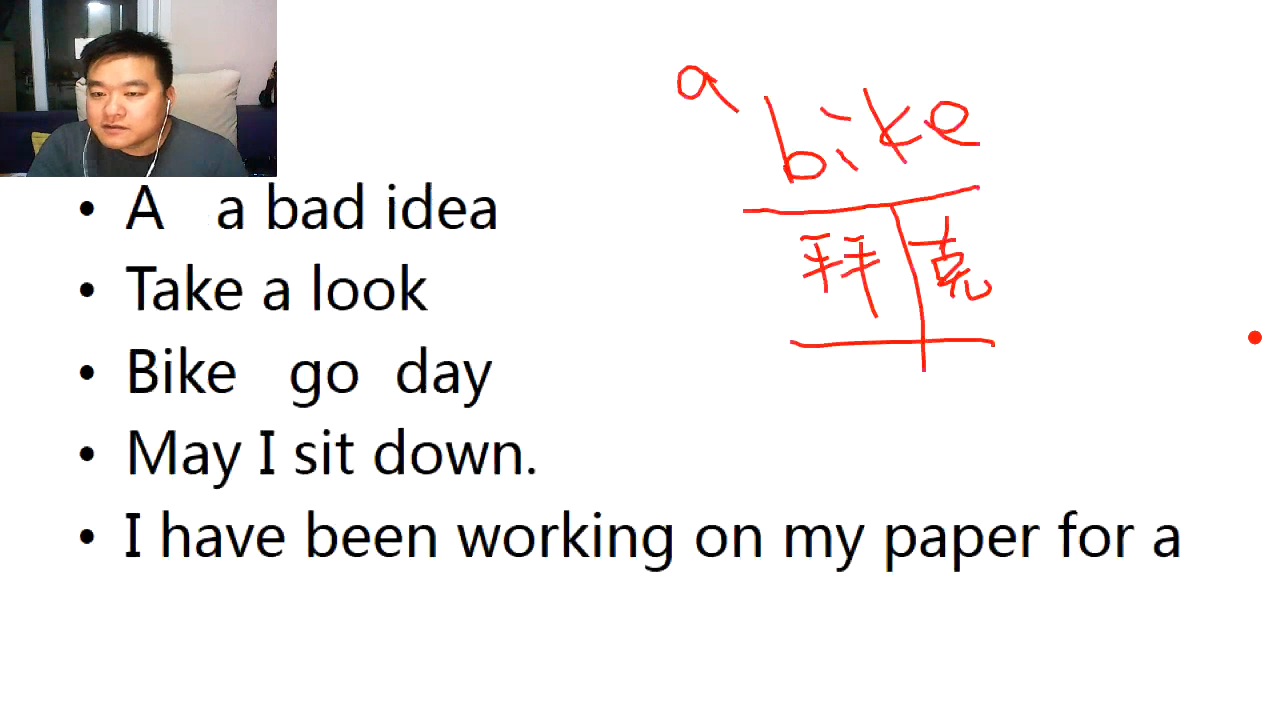 a bike
拜 克
A a bad idea
Take a look
Bike go day
May I sit down.
I have been working on my paper for a